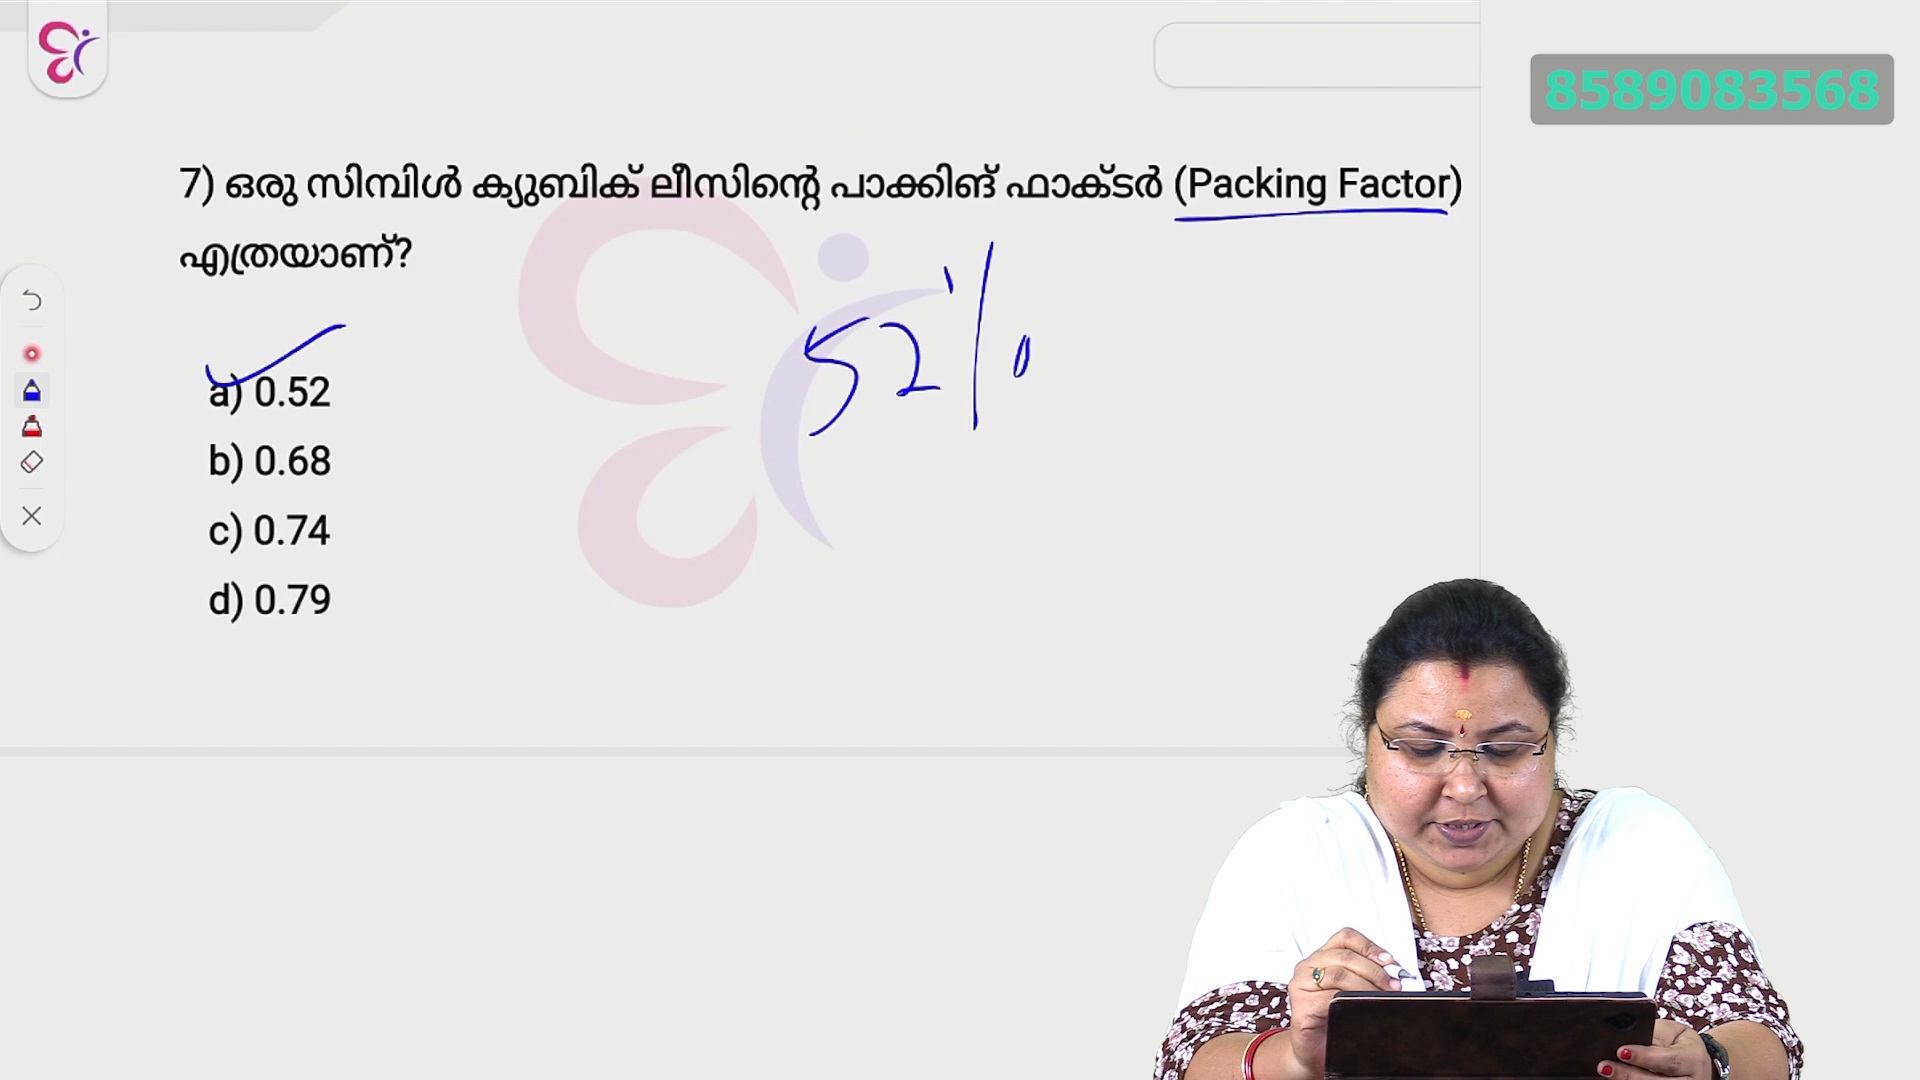 8589083568
7) ഒരു സിമ്പിൾ ക്യുബിക് ലീസിന്റെ പാക്കിങ് ഫാക്ടർ (Packing Factor)
എത്രയാണ്?
52%
a) 0.52
b) 0.68
c) 0.74
d) 0.79